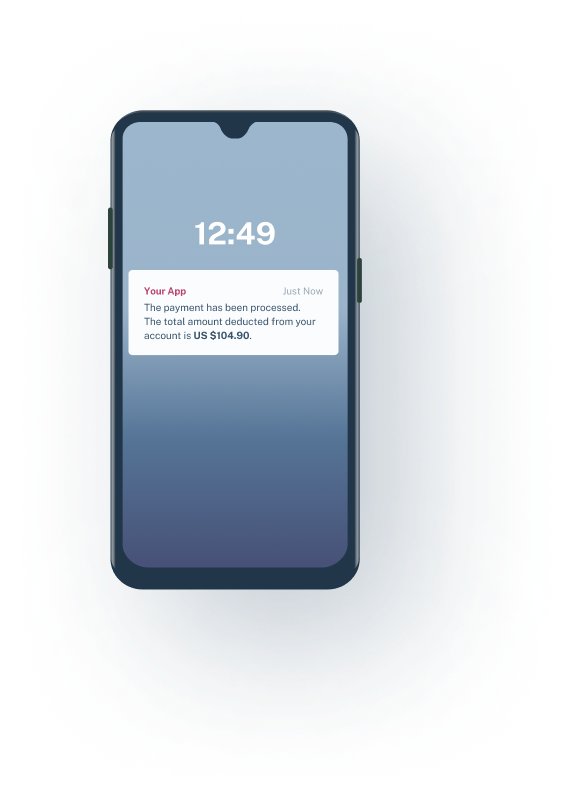 12:49
Your App Just Now
The payment has been processed.
The total amount deducted from your
account is US $104.90.